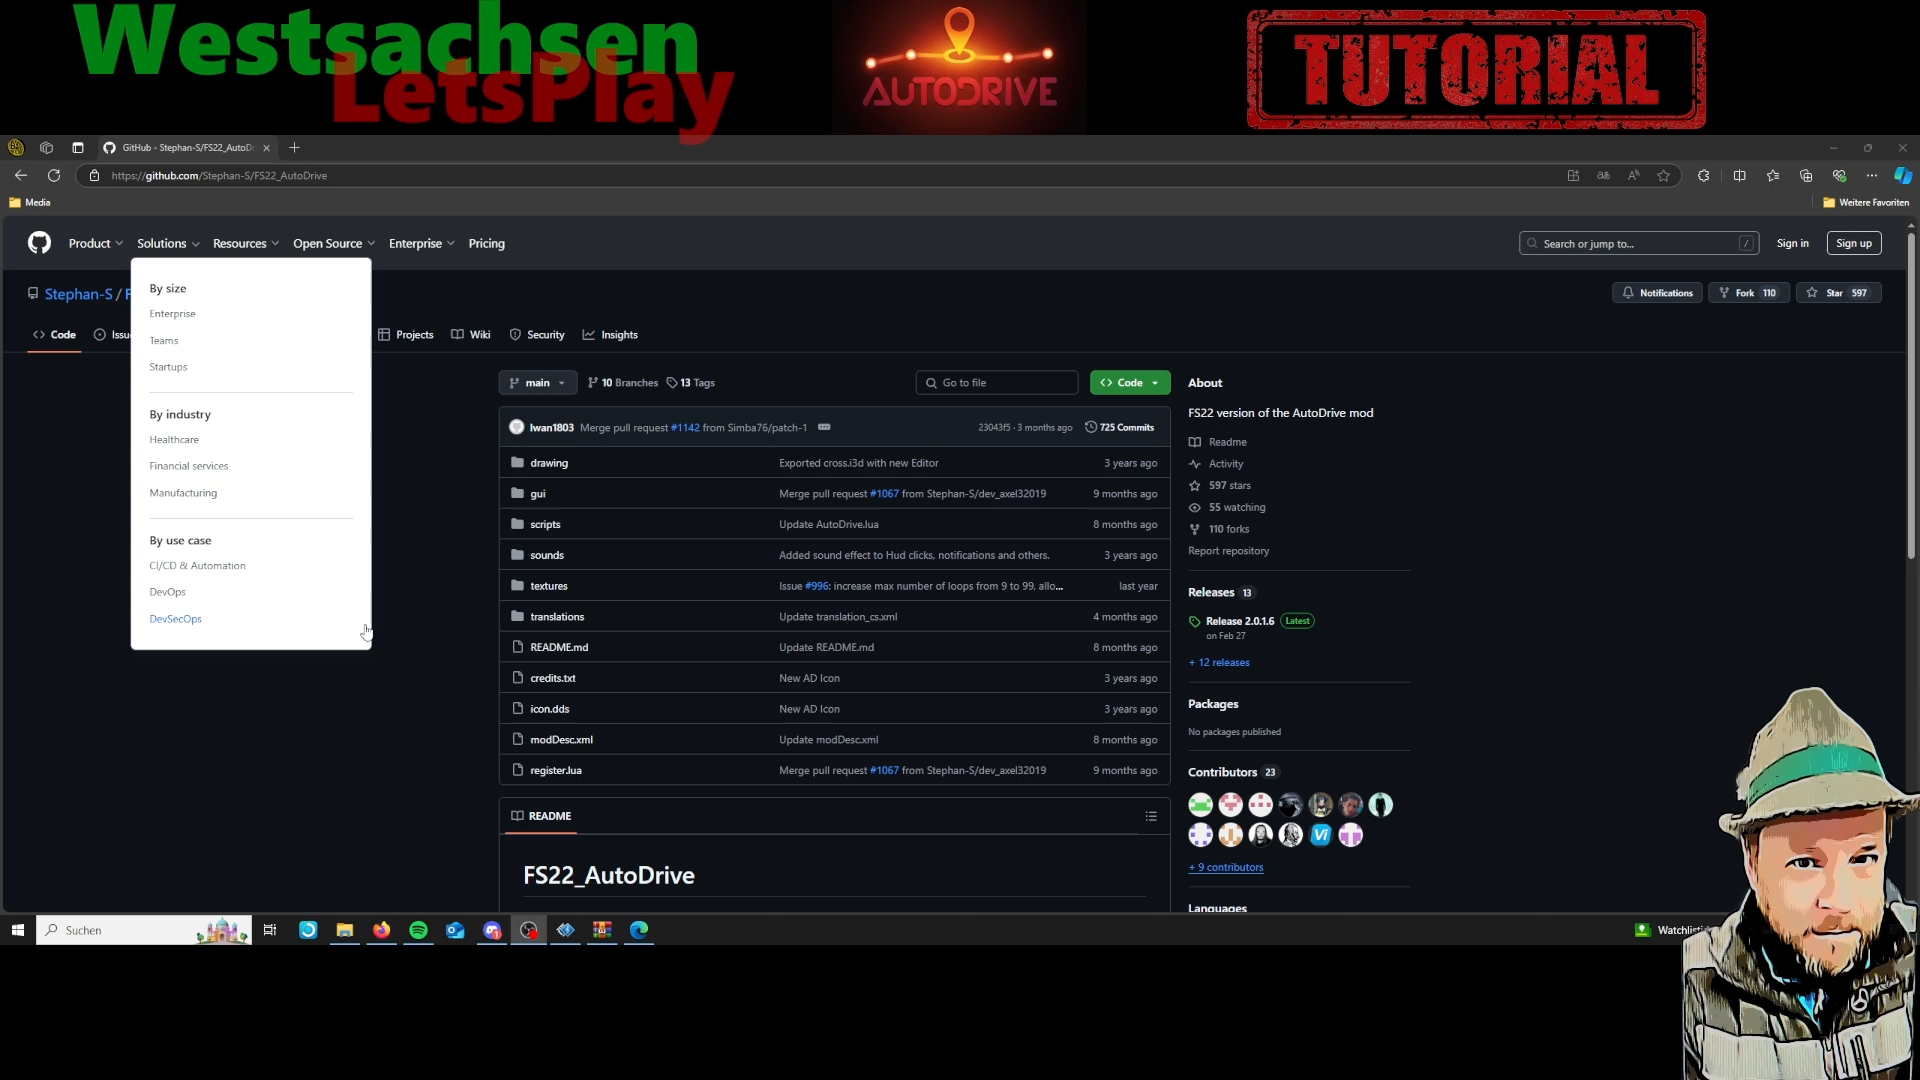 Westsachsen
LetsPlay
AUTODRIVE
TUTORIAL
GitHub - Stephan-S/FS22_AutoD
https://github.com/Stephan-S/FS22_AutoDrive
Media
Weitere Favoriten
Product
Solutions
Resources
Open Source
Enterprise
Pricing
Search or jump to...
/
Sign in
Sign up
By size
Enterprise
Teams
Startups
By industry
Healthcare
Financial services
Manufacturing
By use case
CI/CD & Automation
DevOps
DevSecOps
Stephan-S / F
Notifications
Fork 110
Star 597
Code
Issu
Projects
Wiki
Security
Insights
main
10 Branches
13 Tags
Go to file
Code
Iwan1803 Merge pull request #1142 from Simba76/patch-1
23043f5 · 3 months ago
725 Commits
drawing Exported cross.i3d with new Editor 3 years ago
gui Merge pull request #1067 from Stephan-S/dev_axel32019 9 months ago
scripts Update AutoDrive.lua 8 months ago
sounds Added sound effect to Hud clicks, notifications and others. 3 years ago
textures Issue #996: increase max number of loops from 9 to 99, allo... last year
translations Update translation_cs.xml 4 months ago
README.md Update README.md 8 months ago
credits.txt New AD Icon 3 years ago
icon.dds New AD Icon 3 years ago
modDesc.xml Update modDesc.xml 8 months ago
register.lua Merge pull request #1067 from Stephan-S/dev_axel32019 9 months ago
README
FS22_AutoDrive
About
FS22 version of the AutoDrive mod
Readme
Activity
597 stars
55 watching
110 forks
Report repository
Releases 13
Release 2.0.1.6 Latest
on Feb 27
+ 12 releases
Packages
No packages published
Contributors 23
Vi
+ 9 contributors
Languages
Suchen
Watchlist